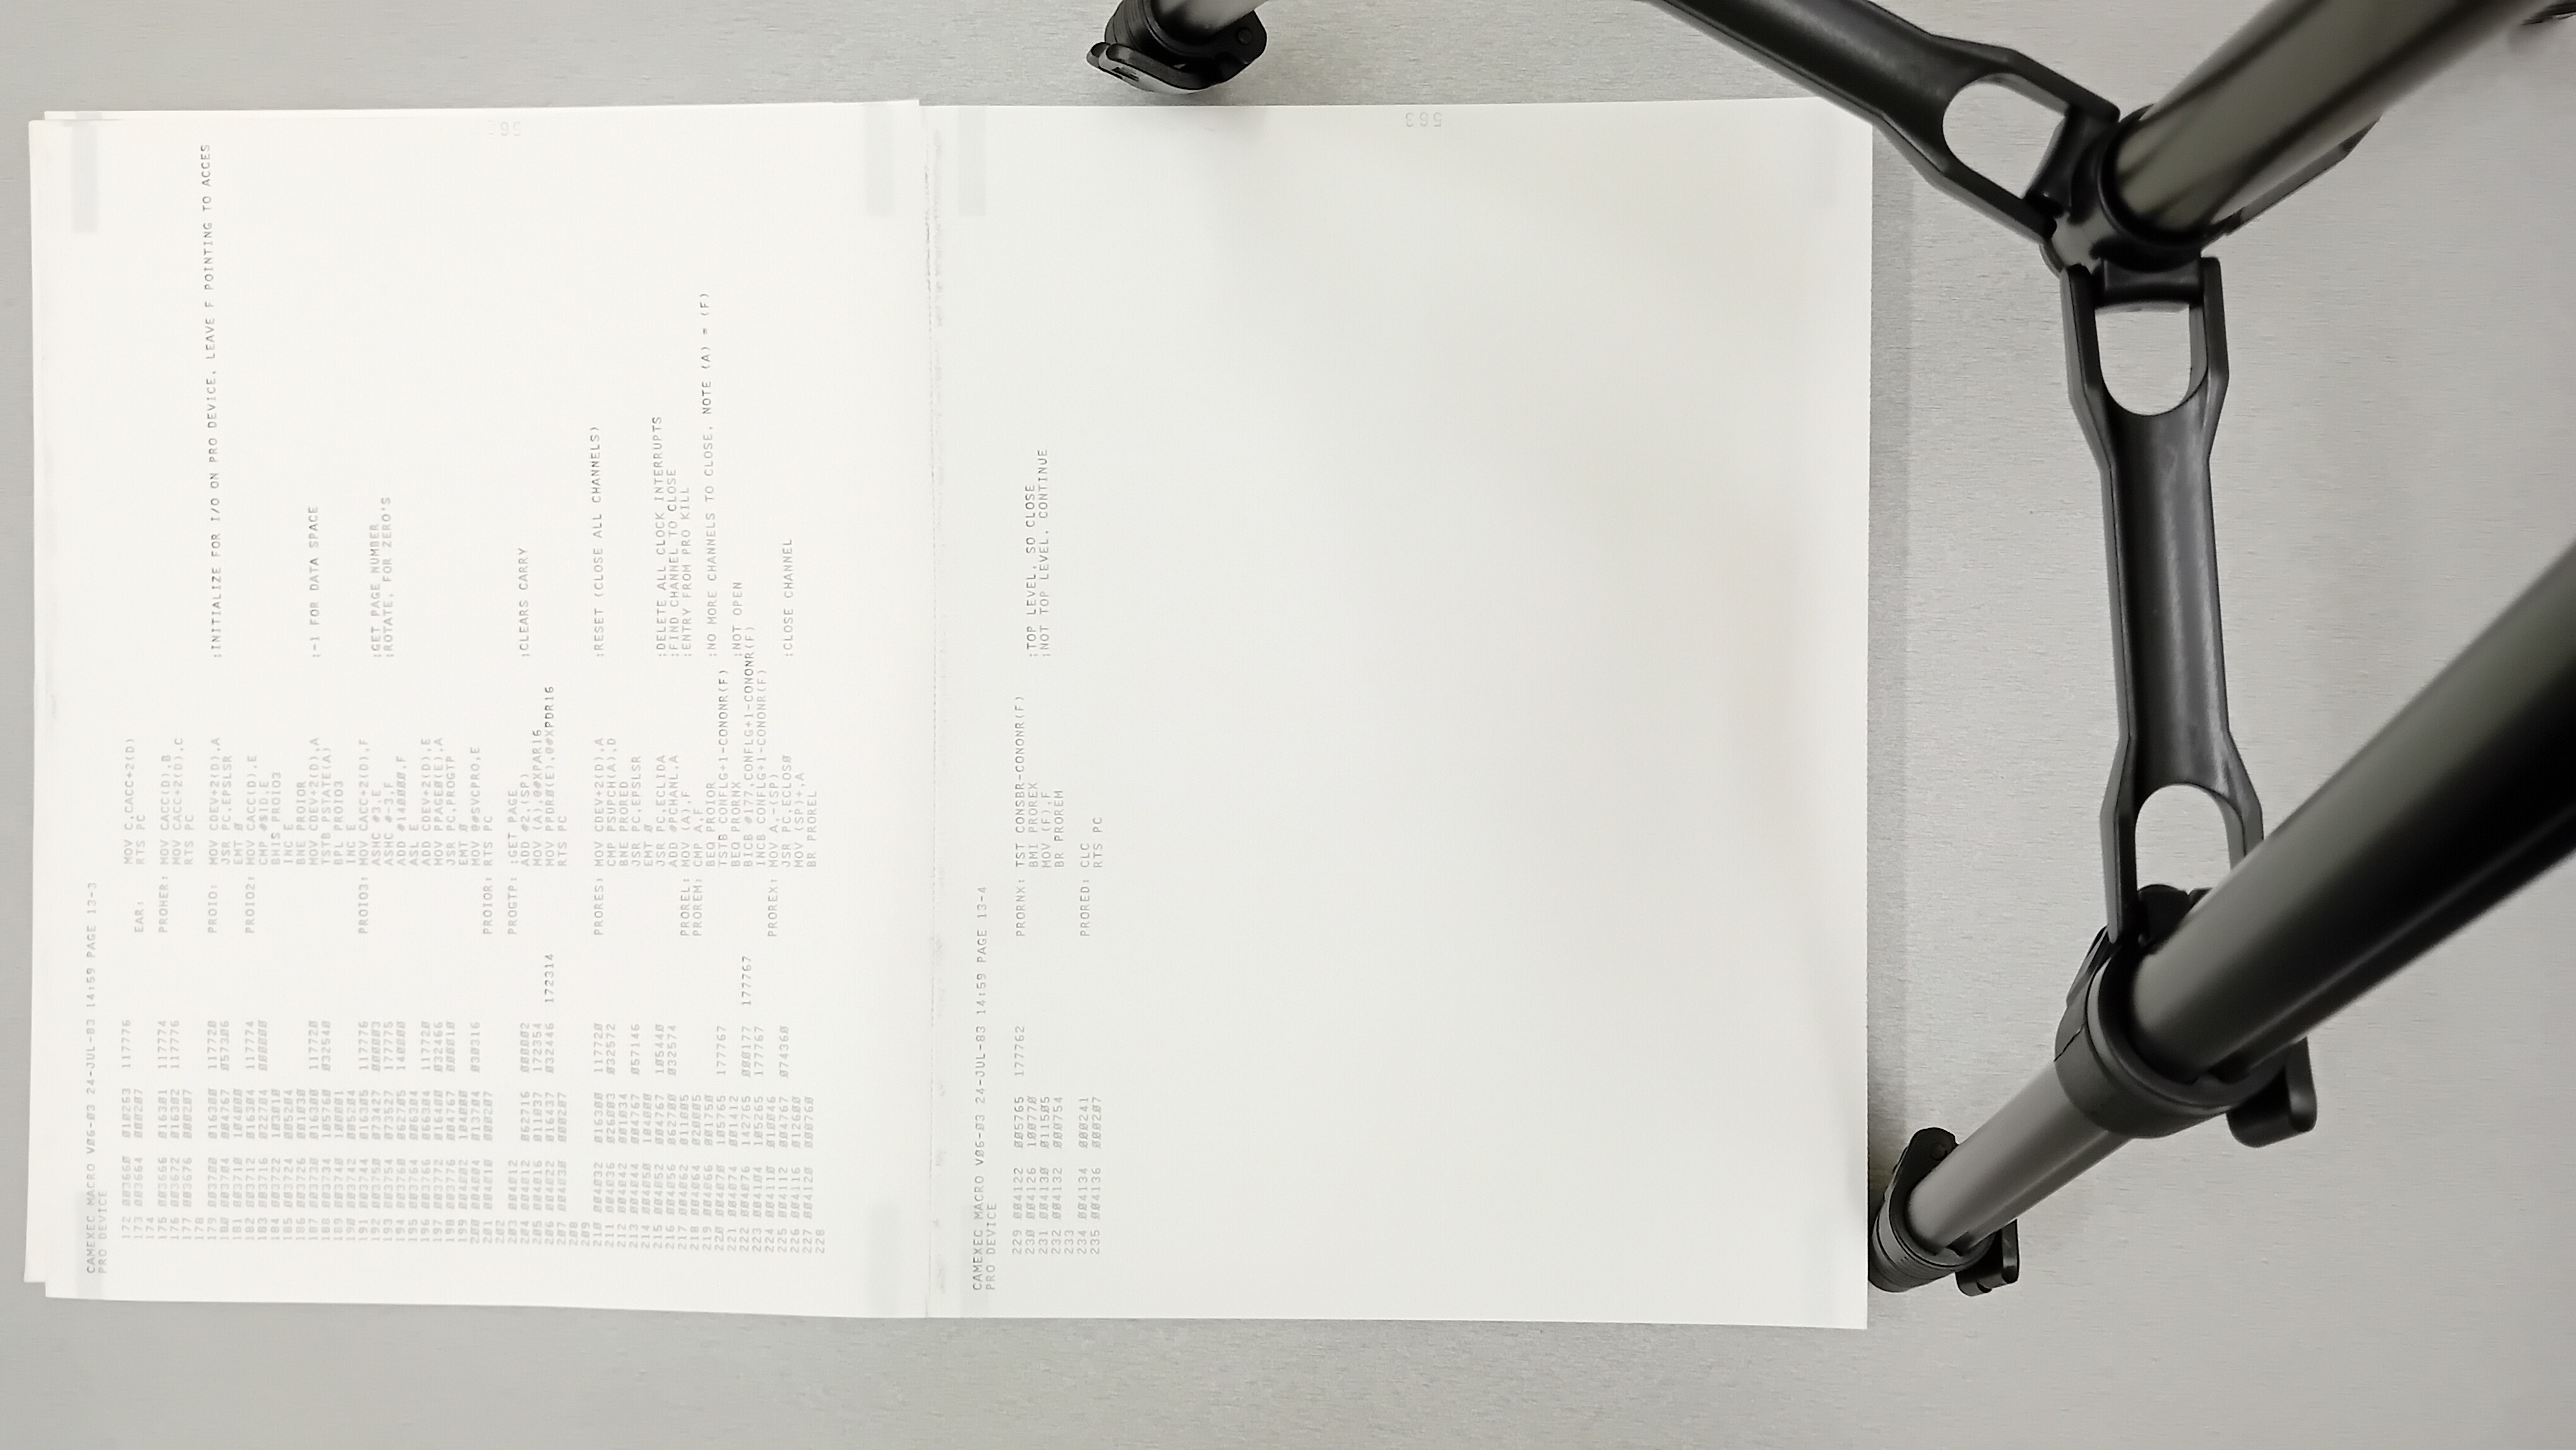 CAMEXEC MACRO VØ6-Ø3 24-JUL-83 14:59 PAGE 13-3
PRO DEVICE
172 ØØ366Ø Ø1Ø263 117776 MOV C,CACC+2(D)
173 ØØ3664 ØØØ2Ø7 EAR: RTS PC
174
175 ØØ3666 Ø163Ø1 117774 PROHER: MOV CACC(D),B
176 ØØ3672 Ø163Ø2 117776 MOV CACC+2(D),C
177 ØØ3676 ØØØ2Ø7 RTS PC
178
179 ØØ37ØØ Ø163ØØ 11772Ø PROIO: MOV CDEV+2(D),A ;INITIALIZE FOR I/O ON PRO DEVICE, LEAVE F POINTING TO ACCES
18Ø ØØ37Ø4 ØØ4767 Ø573Ø6 JSR PC,EPSLSR
181 ØØ371Ø 1Ø4ØØØ EMT Ø
182 ØØ3712 Ø163Ø4 117774 PROIO2: MOV CACC(D),E
183 ØØ3716 Ø227Ø4 ØØØØØØ CMP #$ID,E
184 ØØ3722 1Ø3Ø1Ø BHIS PROIO3
185 ØØ3724 ØØ52Ø4 INC E
186 ØØ3726 ØØ1Ø3Ø BNE PROIOR
187 ØØ373Ø Ø163ØØ 11772Ø MOV CDEV+2(D),A ;-1 FOR DATA SPACE
188 ØØ3734 1Ø576Ø Ø3254Ø TSTB PSTATE(A)
189 ØØ374Ø 1ØØØØ1 BPL PROIO3
19Ø ØØ3742 ØØ52Ø4 INC E
191 ØØ3744 Ø163Ø5 117776 PROIO3: MOV CACC+2(D),F
192 ØØ375Ø Ø73427 ØØØØØ3 ASHC #3,E ;GET PAGE NUMBER
193 ØØ3754 Ø73527 177775 ASHC #-3,F ;ROTATE, FOR ZERO'S
194 ØØ376Ø Ø627Ø5 14ØØØØ ADD #14ØØØØ,F
195 ØØ3764 ØØ63Ø4 ASL E
196 ØØ3766 Ø663Ø4 11772Ø ADD CDEV+2(D),E
197 ØØ3772 Ø164ØØ Ø32466 MOV PPAGEØ(E),A
198 ØØ3776 ØØ4767 ØØØØ1Ø JSR PC,PROGTP
199 ØØ4ØØ2 1Ø4ØØØ EMT Ø
2ØØ ØØ4ØØ4 Ø137Ø4 Ø3Ø316 MOV @#SVCPRO,E
2Ø1 ØØ4Ø1Ø ØØØ2Ø7 PROIOR: RTS PC
2Ø2
2Ø3 ØØ4Ø12 PROGTP: ;GET PAGE
2Ø4 ØØ4Ø12 Ø62716 ØØØØØ2 ADD #2,(SP) ;CLEARS CARRY
2Ø5 ØØ4Ø16 Ø11Ø37 172354 MOV (A),@#XPAR16
2Ø6 ØØ4Ø22 Ø16437 Ø32446 172314 MOV PPDRØ(E),@#XPDR16
2Ø7 ØØ4Ø3Ø ØØØ2Ø7 RTS PC
2Ø8
2Ø9
21Ø ØØ4Ø32 Ø163ØØ 11772Ø PRORES: MOV CDEV+2(D),A ;RESET (CLOSE ALL CHANNELS)
211 ØØ4Ø36 Ø26ØØ3 Ø32572 CMP PSUPCH(A),D
212 ØØ4Ø42 ØØ1Ø34 BNE PRORED
213 ØØ4Ø44 ØØ4767 Ø57146 JSR PC,EPSLSR
214 ØØ4Ø5Ø 1Ø4ØØØ EMT Ø
215 ØØ4Ø52 ØØ4767 1Ø544Ø JSR PC,ECLIDA ;DELETE ALL CLOCK INTERRUPTS
216 ØØ4Ø56 Ø627ØØ Ø32574 ADD #PCHANL,A ;FIND CHANNEL TO CLOSE
217 ØØ4Ø62 Ø11ØØ5 PROREL: MOV (A),F ;ENTRY FROM PRO KILL
218 ØØ4Ø64 Ø2ØØØ5 PROREM: CMP A,F
219 ØØ4Ø66 ØØ175Ø BEQ PROIOR ;NO MORE CHANNELS TO CLOSE, NOTE (A) = (F)
22Ø ØØ4Ø7Ø 1Ø5765 177767 TSTB CONFLG+1-CONONR(F)
221 ØØ4Ø74 ØØ1412 BEQ PRORNX ;NOT OPEN
222 ØØ4Ø76 142765 ØØØ177 177767 BICB #177,CONFLG+1-CONONR(F)
223 ØØ41Ø4 1Ø5265 177767 INCB CONFLG+1-CONONR(F)
224 ØØ411Ø Ø1ØØ46 PROREX: MOV A,-(SP)
225 ØØ4112 ØØ4767 Ø7436Ø JSR PC,ECLOSØ ;CLOSE CHANNEL
226 ØØ4116 Ø126ØØ MOV (SP)+,A
227 ØØ412Ø ØØØ76Ø BR PROREL
228
562
CAMEXEC MACRO VØ6-Ø3 24-JUL-83 14:59 PAGE 13-4
PRO DEVICE
229 ØØ4122 ØØ5765 177762 PRORNX: TST CONSBR-CONONR(F)
23Ø ØØ4126 1ØØ77Ø BMI PROREX ;TOP LEVEL, SO CLOSE
231 ØØ413Ø Ø115Ø5 MOV (F),F ;NOT TOP LEVEL, CONTINUE
232 ØØ4132 ØØØ754 BR PROREM
233
234 ØØ4134 ØØØ241 PRORED: CLC
235 ØØ4136 ØØØ2Ø7 RTS PC
563